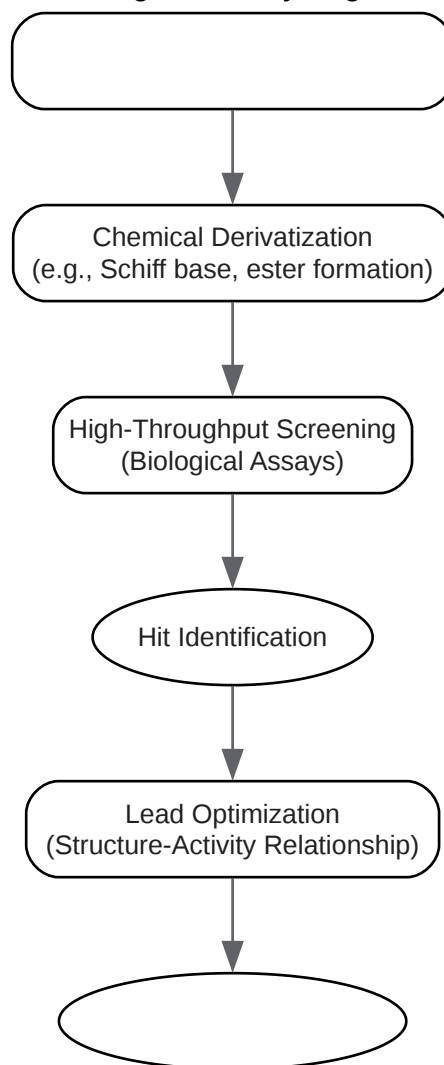 Chemical Derivatization
(e.g., Schiff base, ester formation)
High-Throughput Screening
(Biological Assays)
Hit Identification
Lead Optimization
(Structure-Activity Relationship)